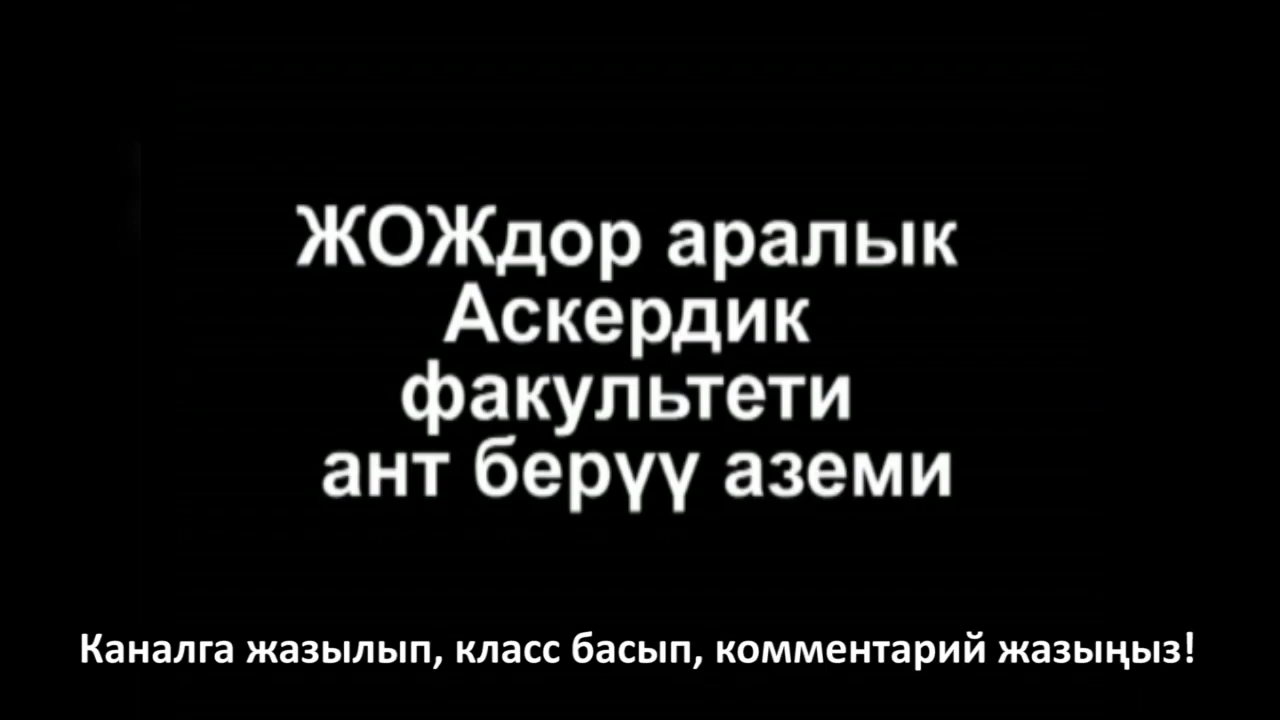 ЖОЖдор аралык
Аскердик
факультети
ант берүү аземи
Каналга жазылып, класс басып, комментарий жазыңыз!